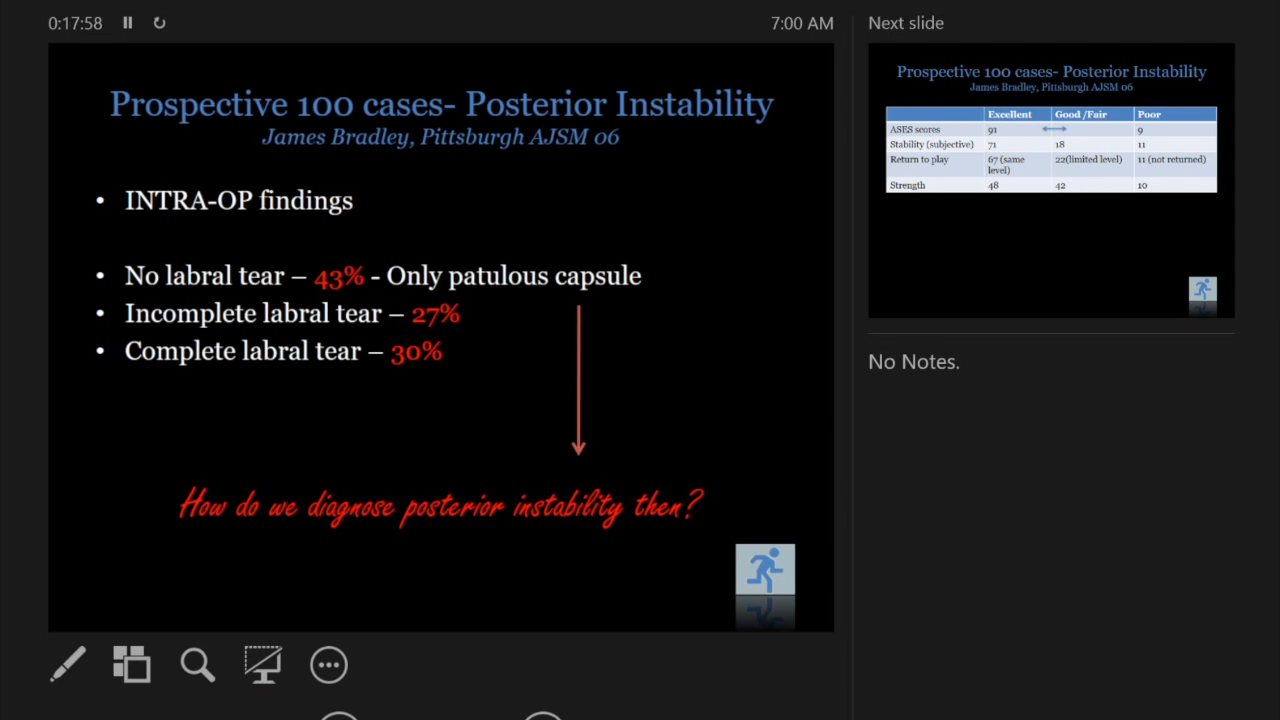 0:17:58
7:00 AM
Next slide
Prospective 100 cases- Posterior Instability
James Bradley, Pittsburgh AJSM 06
• INTRA-OP findings
• No labral tear – 43% - Only patulous capsule
• Incomplete labral tear – 27%
• Complete labral tear – 30%
How do we diagnose posterior instability then?
Prospective 100 cases- Posterior Instability
James Bradley, Pittsburgh AJSM 06
Excellent Good /Fair Poor
ASES scores 91 9
Stability (subjective) 71 18 11
Return to play 67 (same 22(limited level) 11 (not returned)
level)
Strength 48 42 10
No Notes.